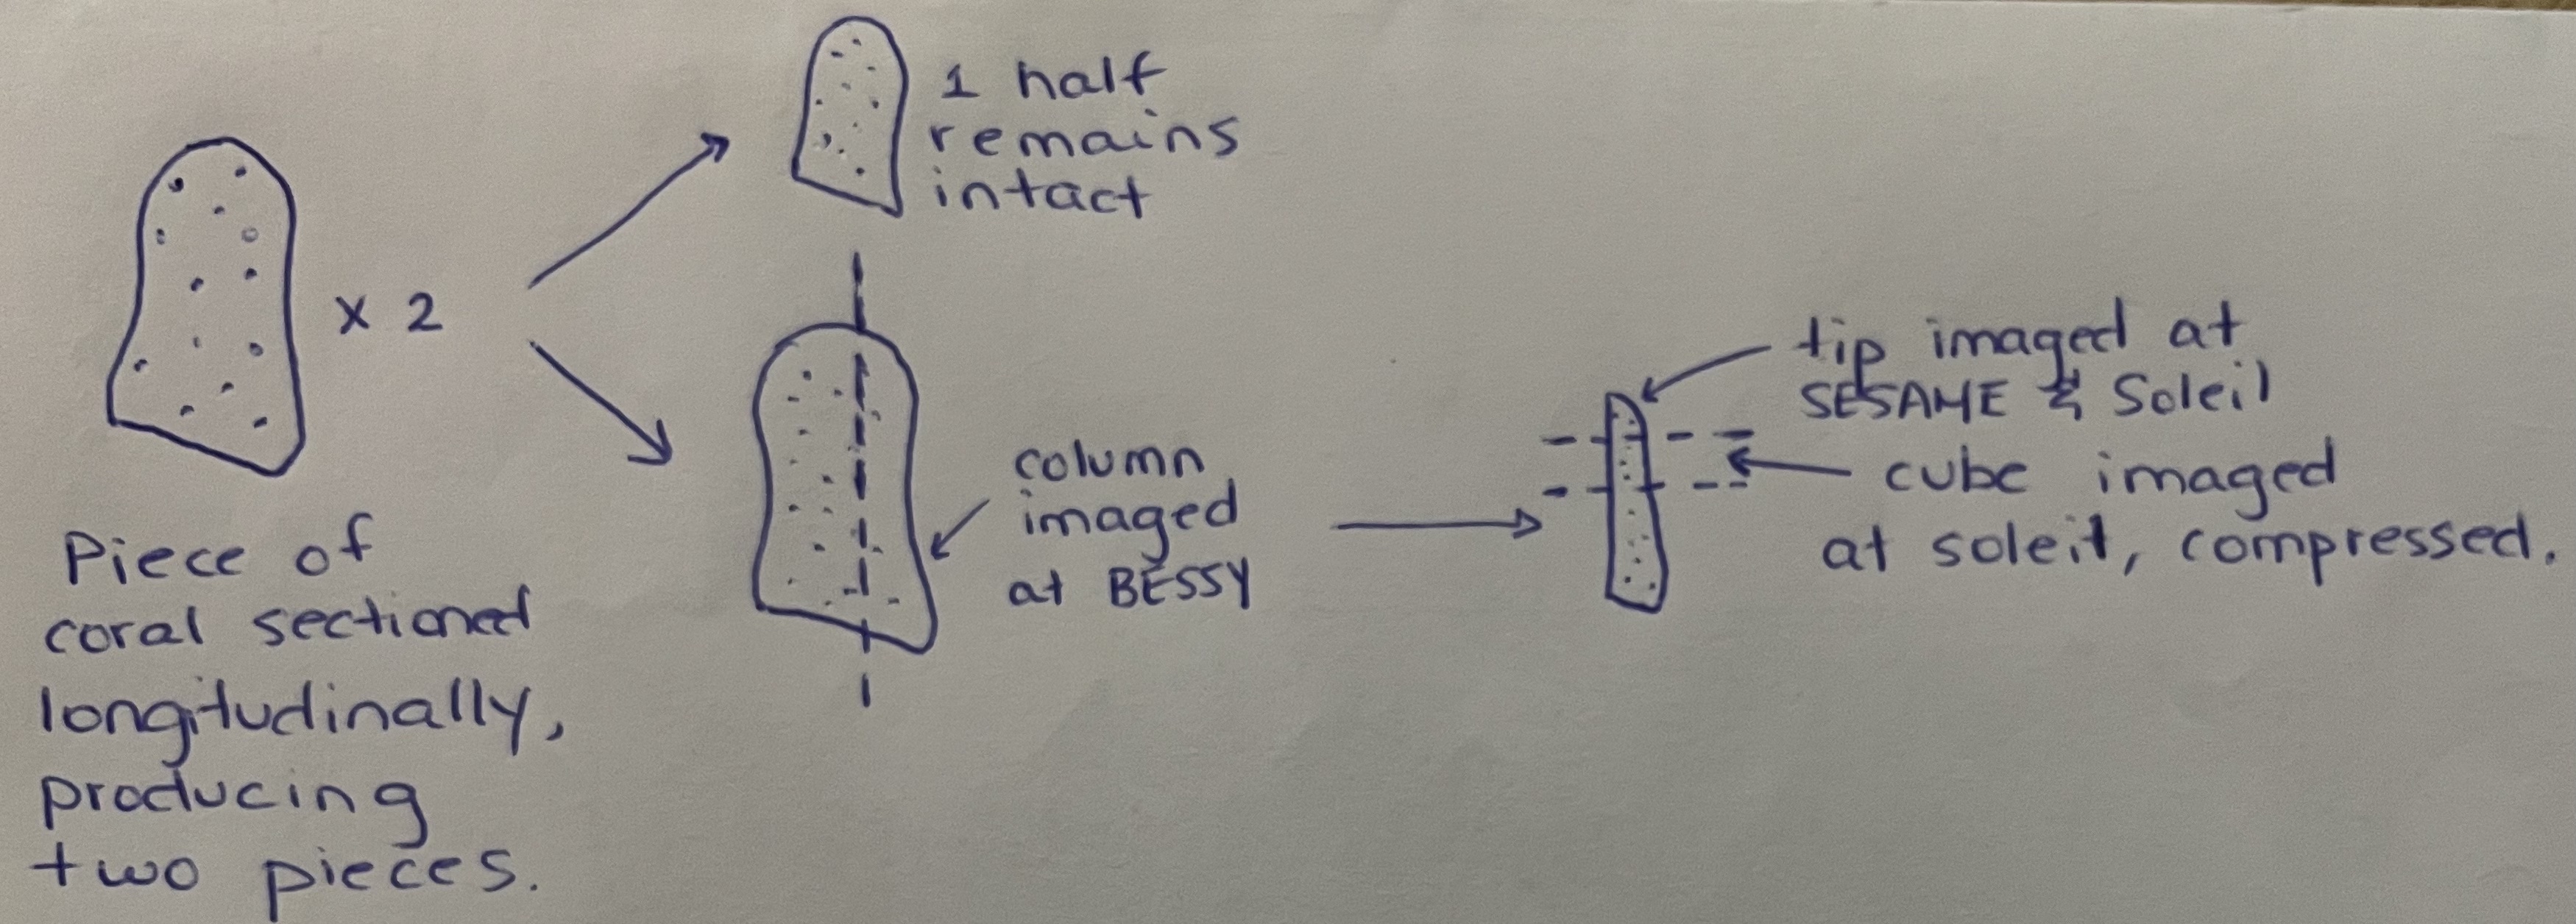 x 2
Piece of
coral sectioned
longitudinally,
producing
two pieces.
1 half
remains
intact
column
imaged
at BESSY
tip imaged at
SESAME & Soleil
cube imaged
at soleil, compressed.